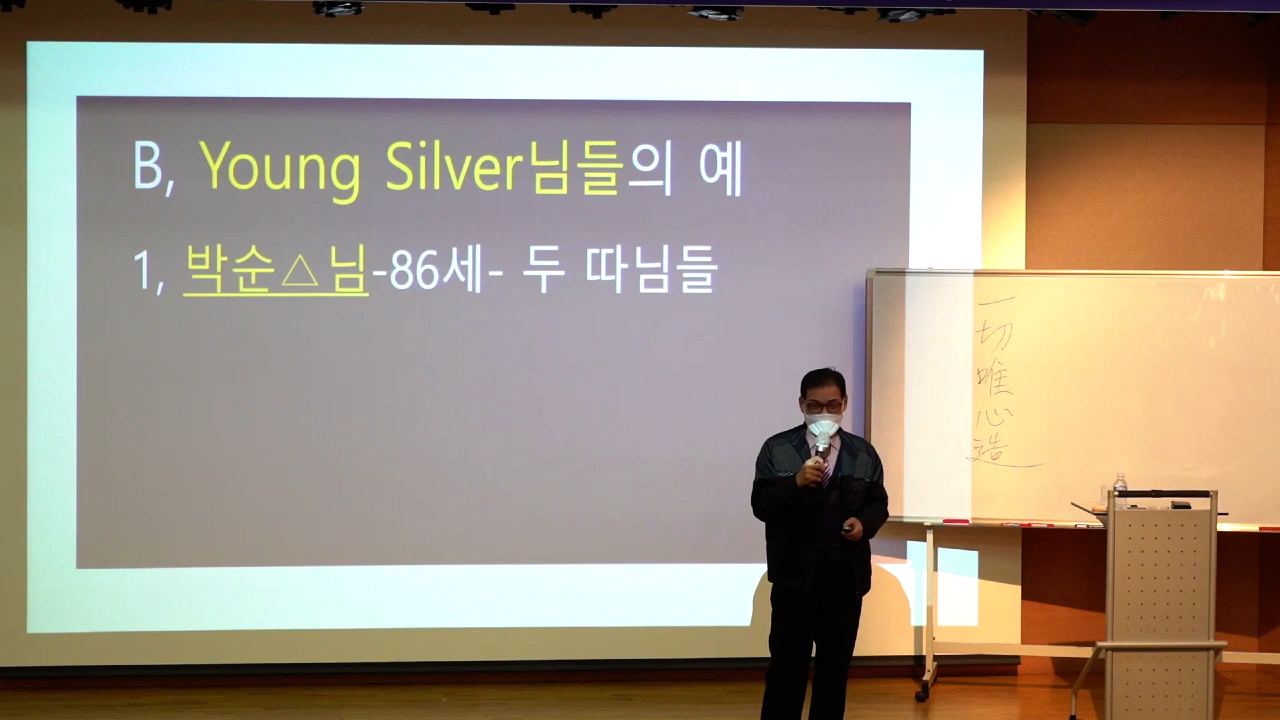 B, Young Silver님들의 예
1, 박순△님-86세- 두 따님들
一切唯心造